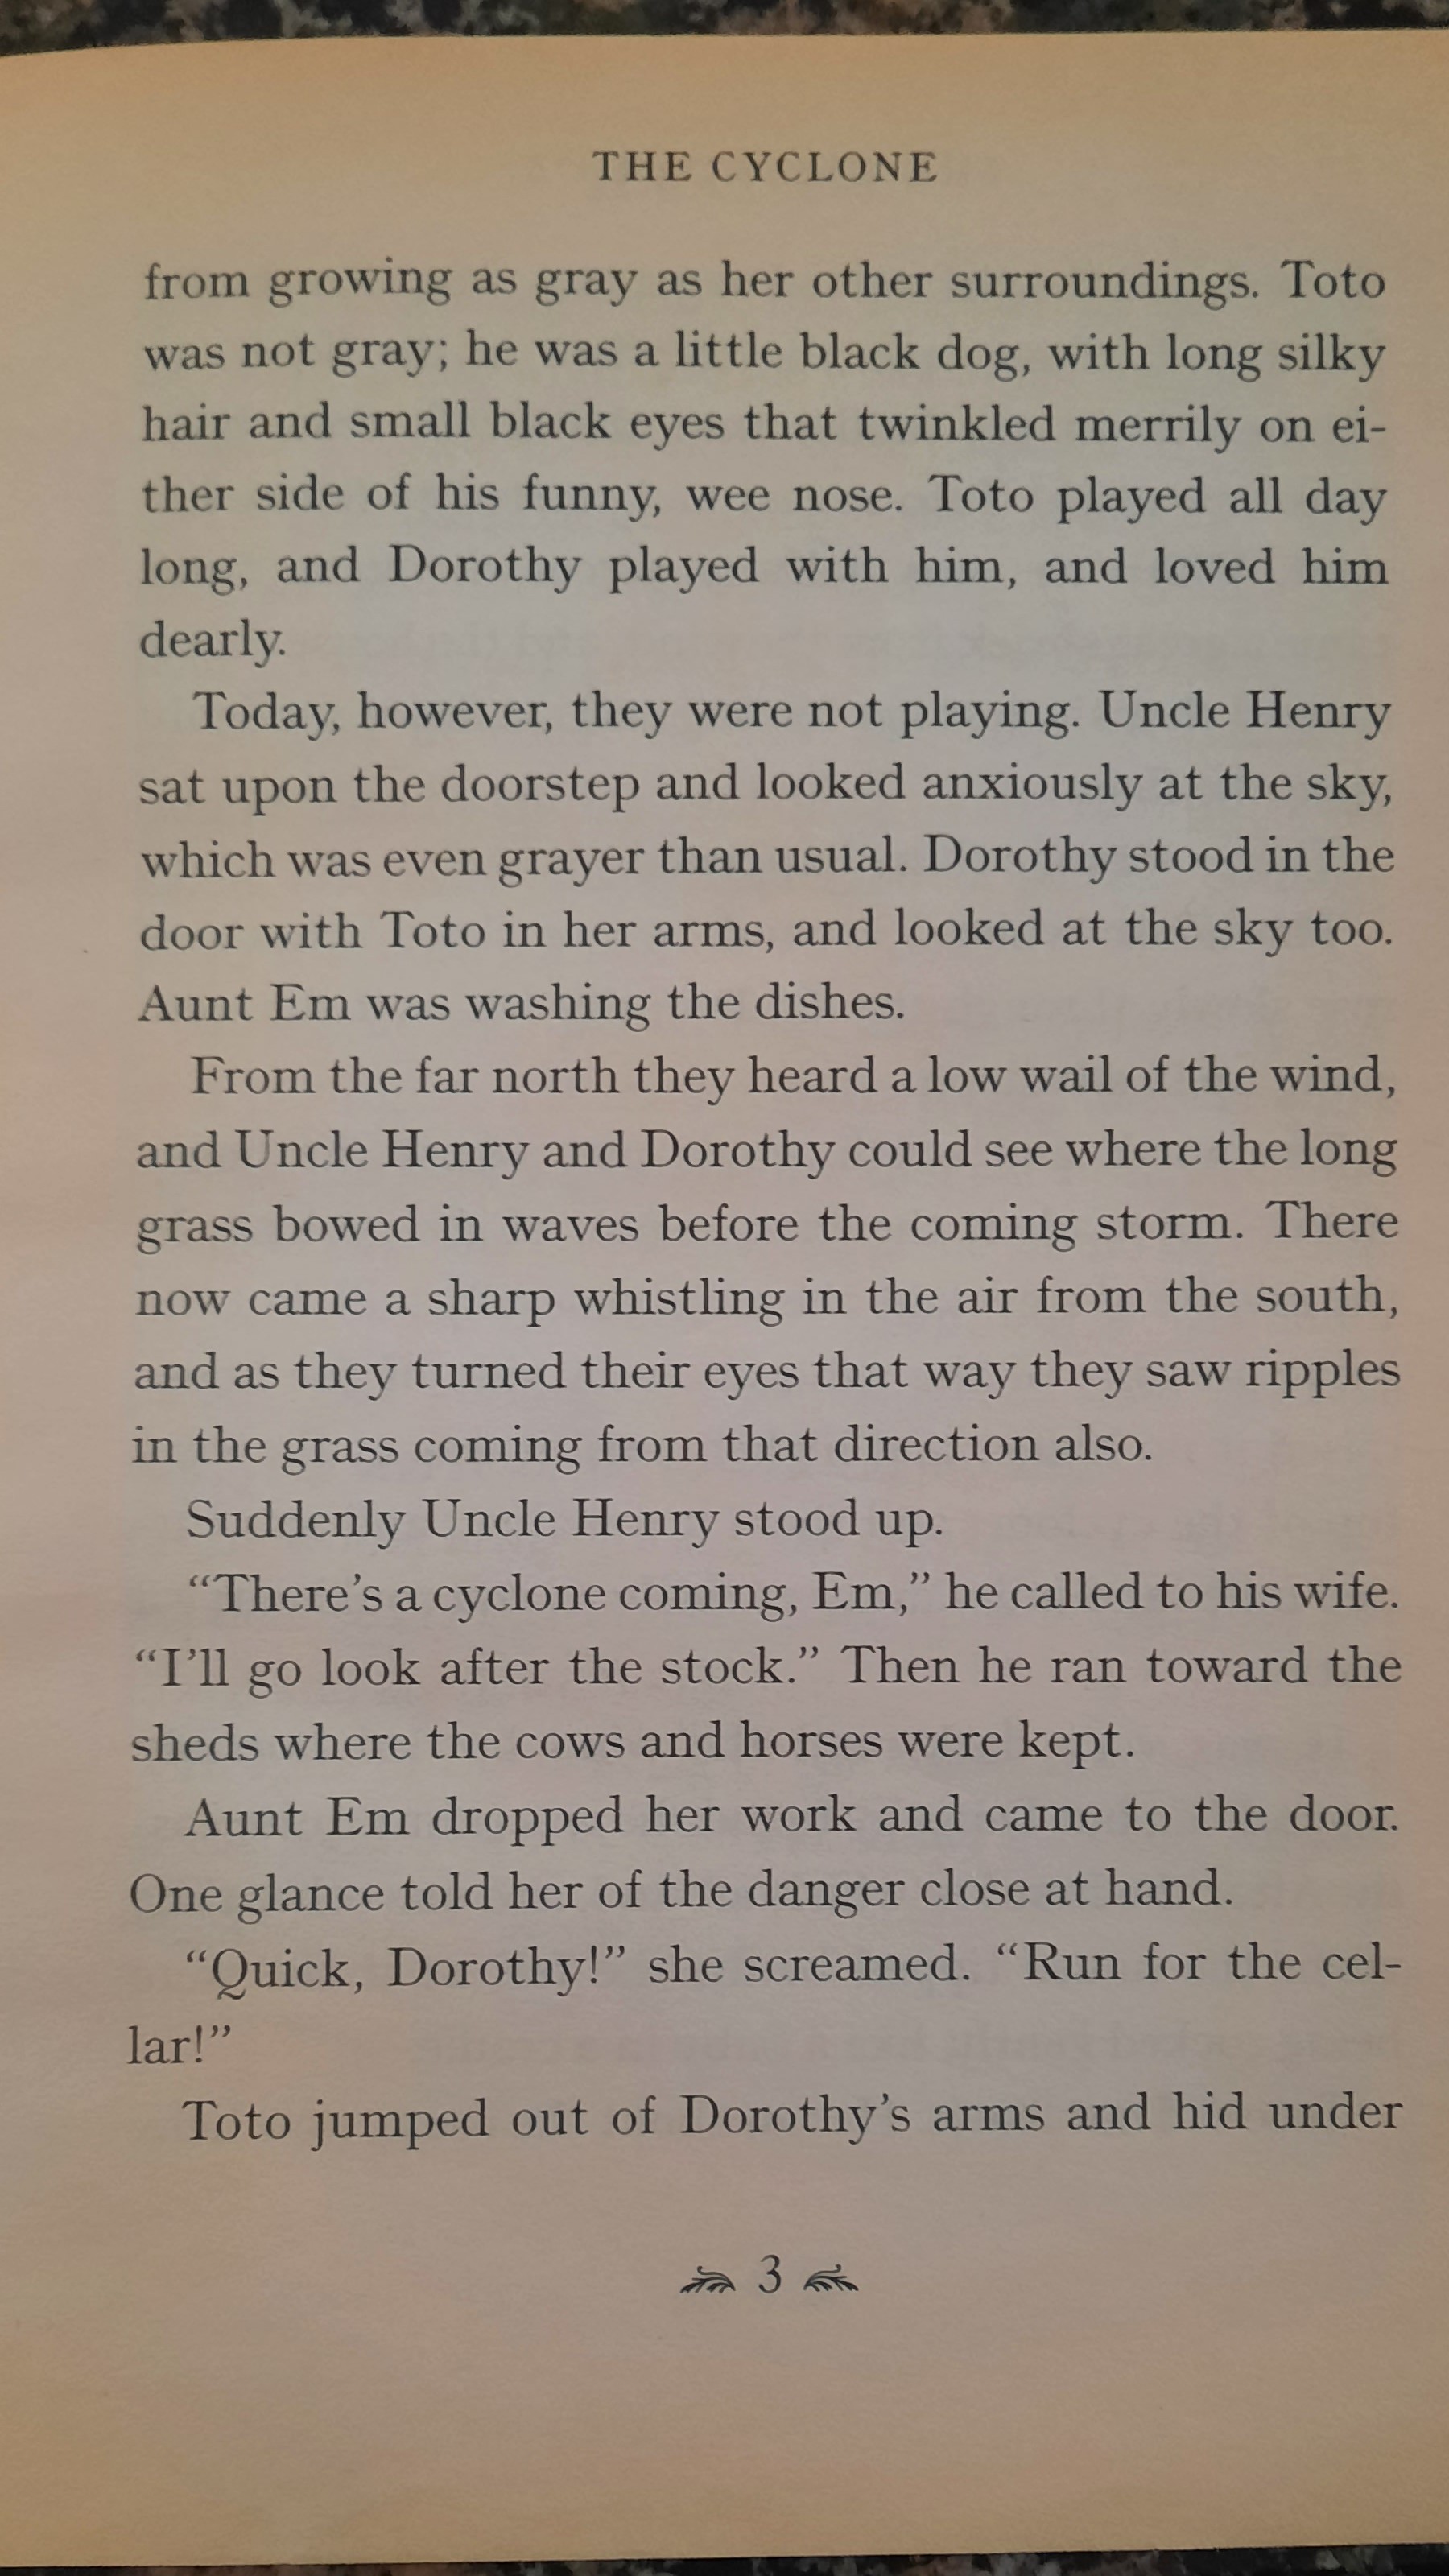 THE CYCLONE
from growing as gray as her other surroundings. Toto
was not gray; he was a little black dog, with long silky
hair and small black eyes that twinkled merrily on ei-
ther side of his funny, wee nose. Toto played all day
long, and Dorothy played with him, and loved him
dearly.
Today, however, they were not playing. Uncle Henry
sat upon the doorstep and looked anxiously at the sky,
which was even grayer than usual. Dorothy stood in the
door with Toto in her arms, and looked at the sky too.
Aunt Em was washing the dishes.
From the far north they heard a low wail of the wind,
and Uncle Henry and Dorothy could see where the long
grass bowed in waves before the coming storm. There
now came a sharp whistling in the air from the south,
and as they turned their eyes that way they saw ripples
in the grass coming from that direction also.
Suddenly Uncle Henry stood up.
“There’s a cyclone coming, Em,” he called to his wife.
“I’ll go look after the stock.” Then he ran toward the
sheds where the cows and horses were kept.
Aunt Em dropped her work and came to the door.
One glance told her of the danger close at hand.
“Quick, Dorothy!” she screamed. “Run for the cel-
lar!”
Toto jumped out of Dorothy’s arms and hid under
3